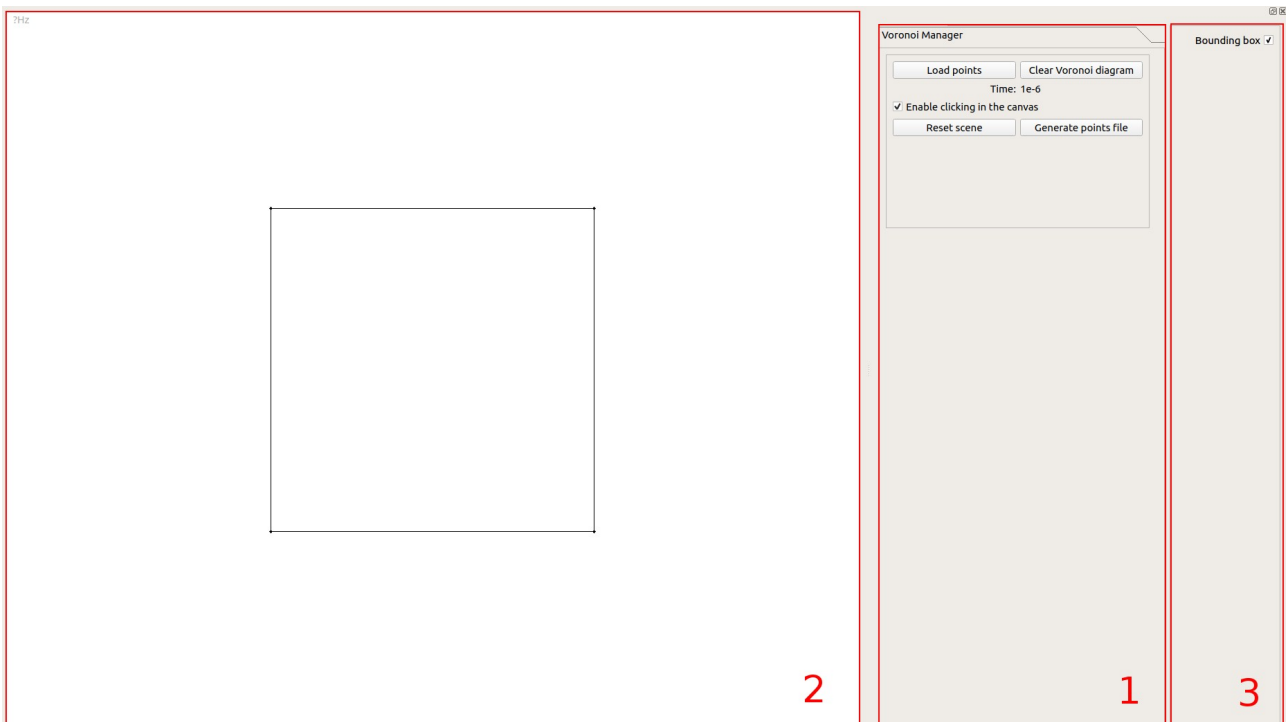 ?Hz
Voronoi Manager
Load points
Clear Voronoi diagram
Time: 1e-6
Enable clicking in the canvas
Reset scene
Generate points file
Bounding box
2
1
3